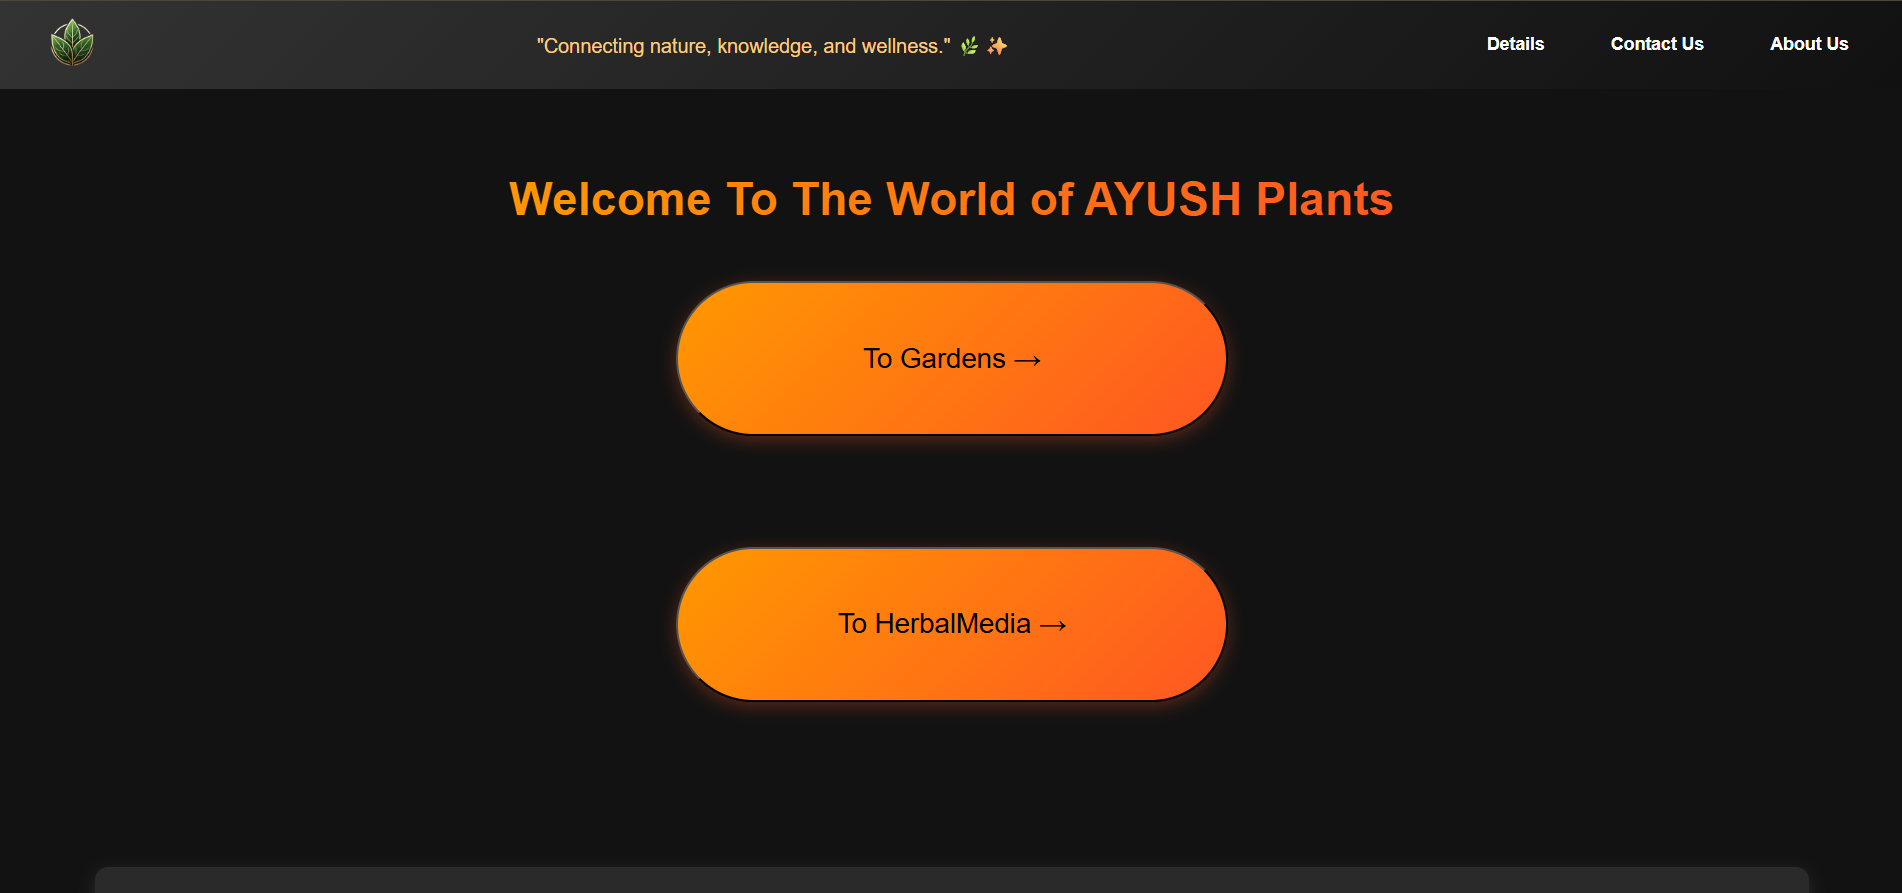 "Connecting nature, knowledge, and wellness." 🌿 ✨
Details
Contact Us
About Us
Welcome To The World of AYUSH Plants
To Gardens →
To HerbalMedia →